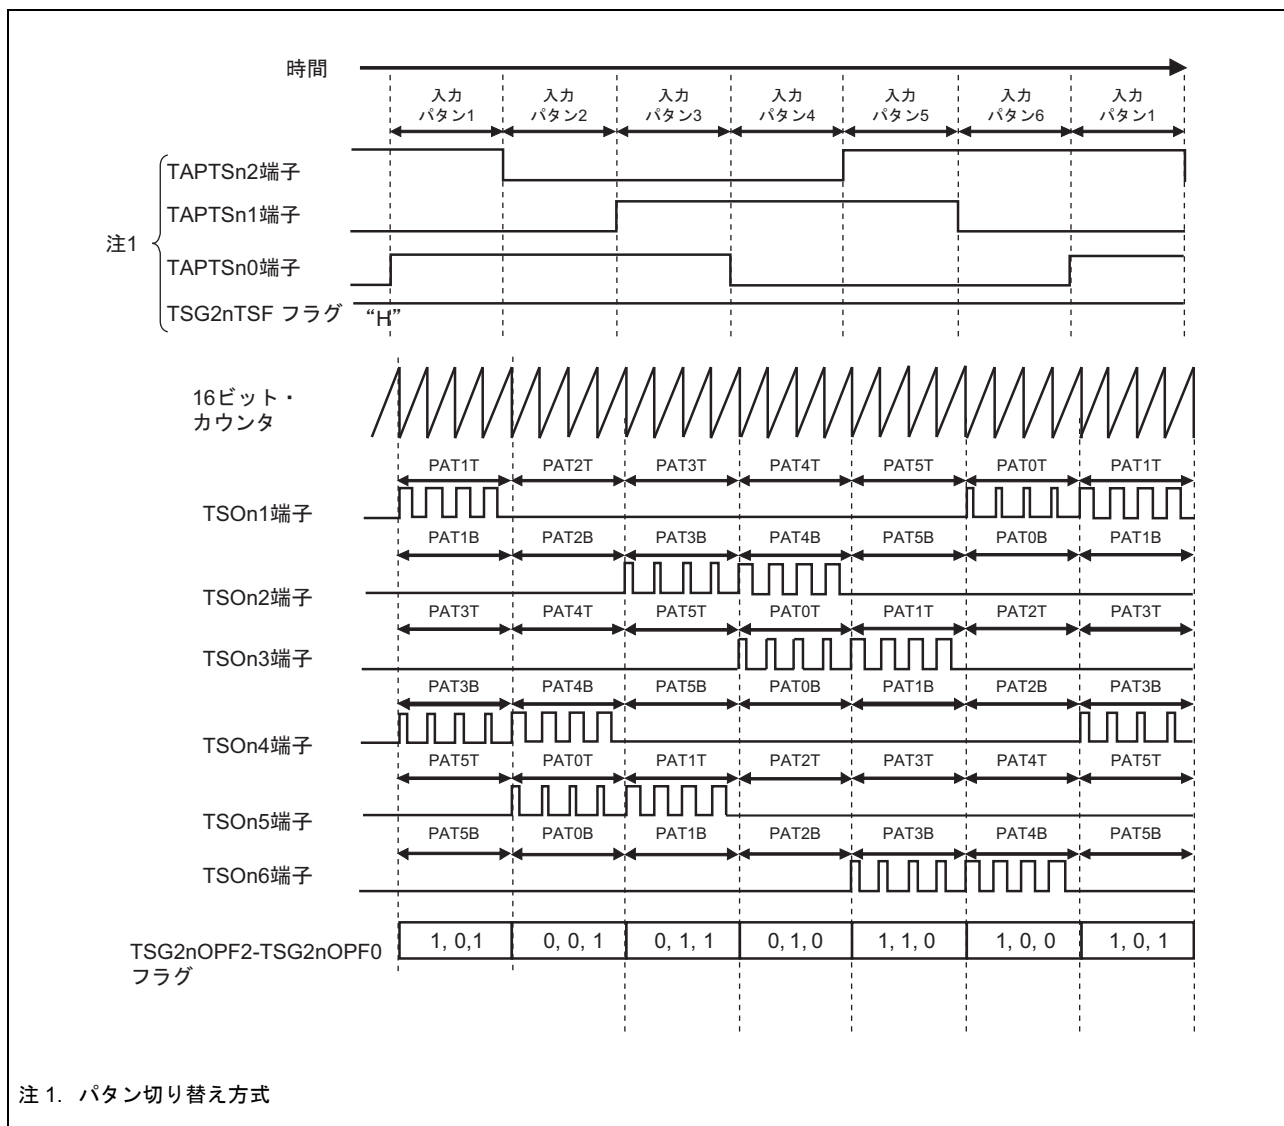 時間
入力 入力 入力 入力 入力 入力 入力
パタン1 パタン2 パタン3 パタン4 パタン5 パタン6 パタン1
TAPTSn2端子
TAPTSn1端子
注1
TAPTSn0端子
TSG2nTSF フラグ “H”
16ビット・
カウンタ
PAT1T PAT2T PAT3T PAT4T PAT5T PAT0T PAT1T
TSOn1端子
PAT1B PAT2B PAT3B PAT4B PAT5B PAT0B PAT1B
TSOn2端子
PAT3T PAT4T PAT5T PAT0T PAT1T PAT2T PAT3T
TSOn3端子
PAT3B PAT4B PAT5B PAT0B PAT1B PAT2B PAT3B
TSOn4端子
PAT5T PAT0T PAT1T PAT2T PAT3T PAT4T PAT5T
TSOn5端子
PAT5B PAT0B PAT1B PAT2B PAT3B PAT4B PAT5B
TSOn6端子
1, 0,1 0, 0, 1 0, 1, 1 0, 1, 0 1, 1, 0 1, 0, 0 1, 0, 1
TSG2nOPF2-TSG2nOPF0
フラグ
注 1. パタン切り替え方式